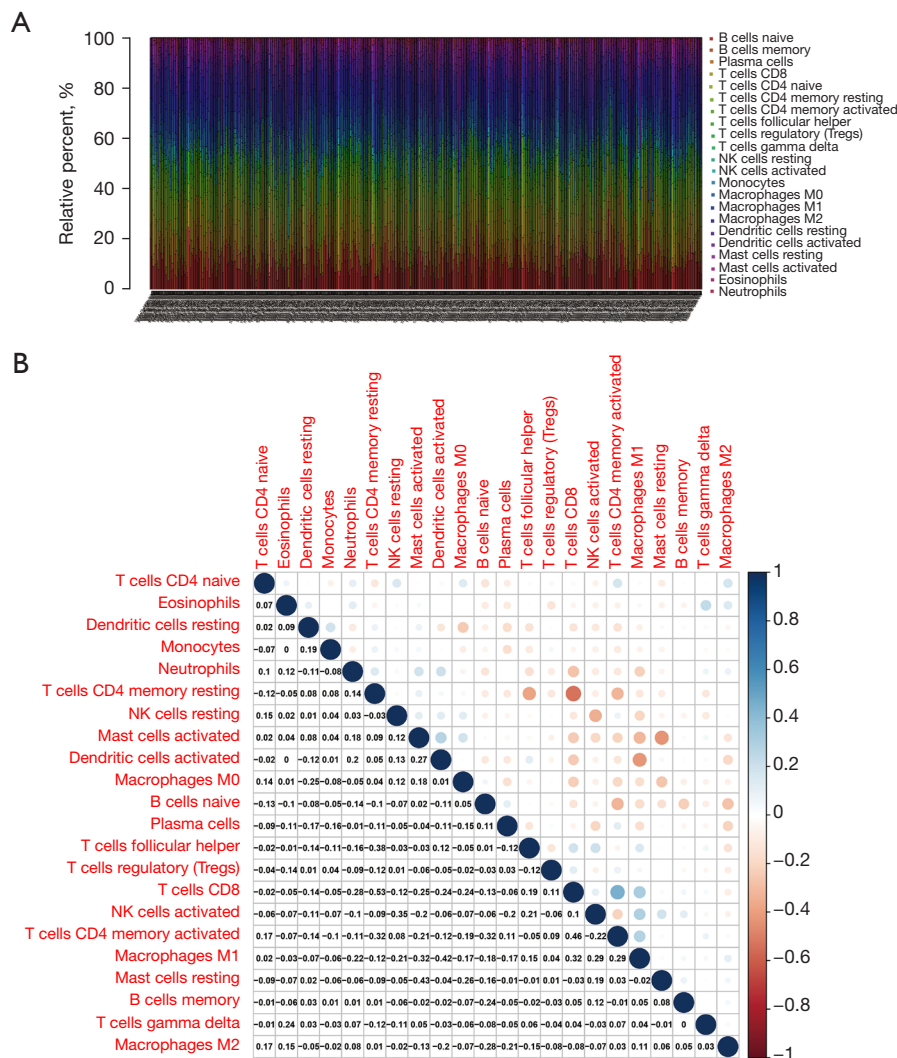 A
Relative percent, %
100
80
60
40
20
0
B cells naive
B cells memory
Plasma cells
T cells CD8
T cells CD4 naive
T cells CD4 memory resting
T cells CD4 memory activated
T cells follicular helper
T cells regulatory (Tregs)
T cells gamma delta
NK cells resting
NK cells activated
Monocytes
Macrophages M0
Macrophages M1
Macrophages M2
Dendritic cells resting
Dendritic cells activated
Mast cells resting
Mast cells activated
Eosinophils
Neutrophils
B
T cells CD4 naive
Eosinophils
Dendritic cells resting
Monocytes
Neutrophils
T cells CD4 memory resting
NK cells resting
Mast cells activated
Dendritic cells activated
Macrophages M0
B cells naive
Plasma cells
T cells follicular helper
T cells regulatory (Tregs)
T cells CD8
NK cells activated
T cells CD4 memory activated
Macrophages M1
Mast cells resting
B cells memory
T cells gamma delta
Macrophages M2
T cells CD4 naive
Eosinophils 0.07
Dendritic cells resting 0.02 0.09
Monocytes −0.07 0 0.19
Neutrophils 0.1 0.12 −0.11 −0.08
T cells CD4 memory resting −0.12 −0.05 0.08 0.08 0.14
NK cells resting 0.15 0.02 0.01 0.04 0.03 −0.03
Mast cells activated 0.02 0.04 0.08 0.04 0.18 0.09 0.12
Dendritic cells activated −0.02 0 −0.12 0.01 0.2 0.05 0.13 0.27
Macrophages M0 0.14 0.01 −0.25 −0.08 −0.05 0.04 0.12 0.18 0.01
B cells naive −0.13 −0.1 −0.08 −0.05 −0.14 −0.1 −0.07 0.02 −0.11 0.05
Plasma cells −0.09 −0.11 −0.17 −0.16 −0.01 −0.11 −0.05 −0.04 −0.11 −0.15 0.11
T cells follicular helper −0.02 −0.01 −0.14 −0.11 −0.16 −0.38 −0.03 −0.03 0.12 −0.05 0.01 −0.12
T cells regulatory (Tregs) −0.04 −0.14 0.01 0.04 −0.09 −0.12 0.01 −0.06 −0.05 −0.02 −0.03 0.03 −0.12
T cells CD8 −0.02 −0.05 −0.14 −0.05 −0.28 −0.53 −0.12 −0.25 −0.24 −0.24 −0.13 −0.06 0.19 0.11
NK cells activated −0.06 −0.07 −0.11 −0.07 −0.1 −0.09 −0.35 −0.2 −0.06 −0.07 −0.06 −0.2 0.21 −0.06 0.1
T cells CD4 memory activated 0.17 −0.07 −0.14 −0.1 −0.11 −0.32 0.08 −0.21 −0.12 −0.19 −0.32 0.11 −0.05 0.09 0.46 −0.22
Macrophages M1 0.02 −0.03 −0.07 −0.06 −0.22 −0.12 −0.21 −0.32 −0.42 −0.17 −0.18 −0.17 0.15 0.04 0.32 0.29 0.29
Mast cells resting −0.09 −0.07 0.02 −0.06 −0.06 −0.09 −0.05 −0.43 −0.04 −0.26 −0.16 −0.01 −0.01 0.01 −0.03 0.19 0.03 −0.02
B cells memory −0.01 −0.06 0.03 0.01 0.01 0.01 −0.06 −0.02 −0.02 −0.07 −0.24 −0.05 −0.02 −0.03 0.05 0.12 −0.01 0.05 0.08
T cells gamma delta −0.01 0.24 0.03 −0.03 0.07 −0.12 −0.11 0.05 −0.03 −0.06 −0.08 −0.05 0.06 −0.04 0.04 −0.03 0.07 0.04 −0.01 0
Macrophages M2 0.17 0.15 −0.05 −0.02 0.08 0.01 −0.02 −0.13 −0.2 −0.07 −0.28 −0.21 −0.15 −0.08 −0.08 −0.07 0.03 0.11 0.06 0.05 0.03
1
0.8
0.6
0.4
0.2
0
−0.2
−0.4
−0.6
−0.8
−1